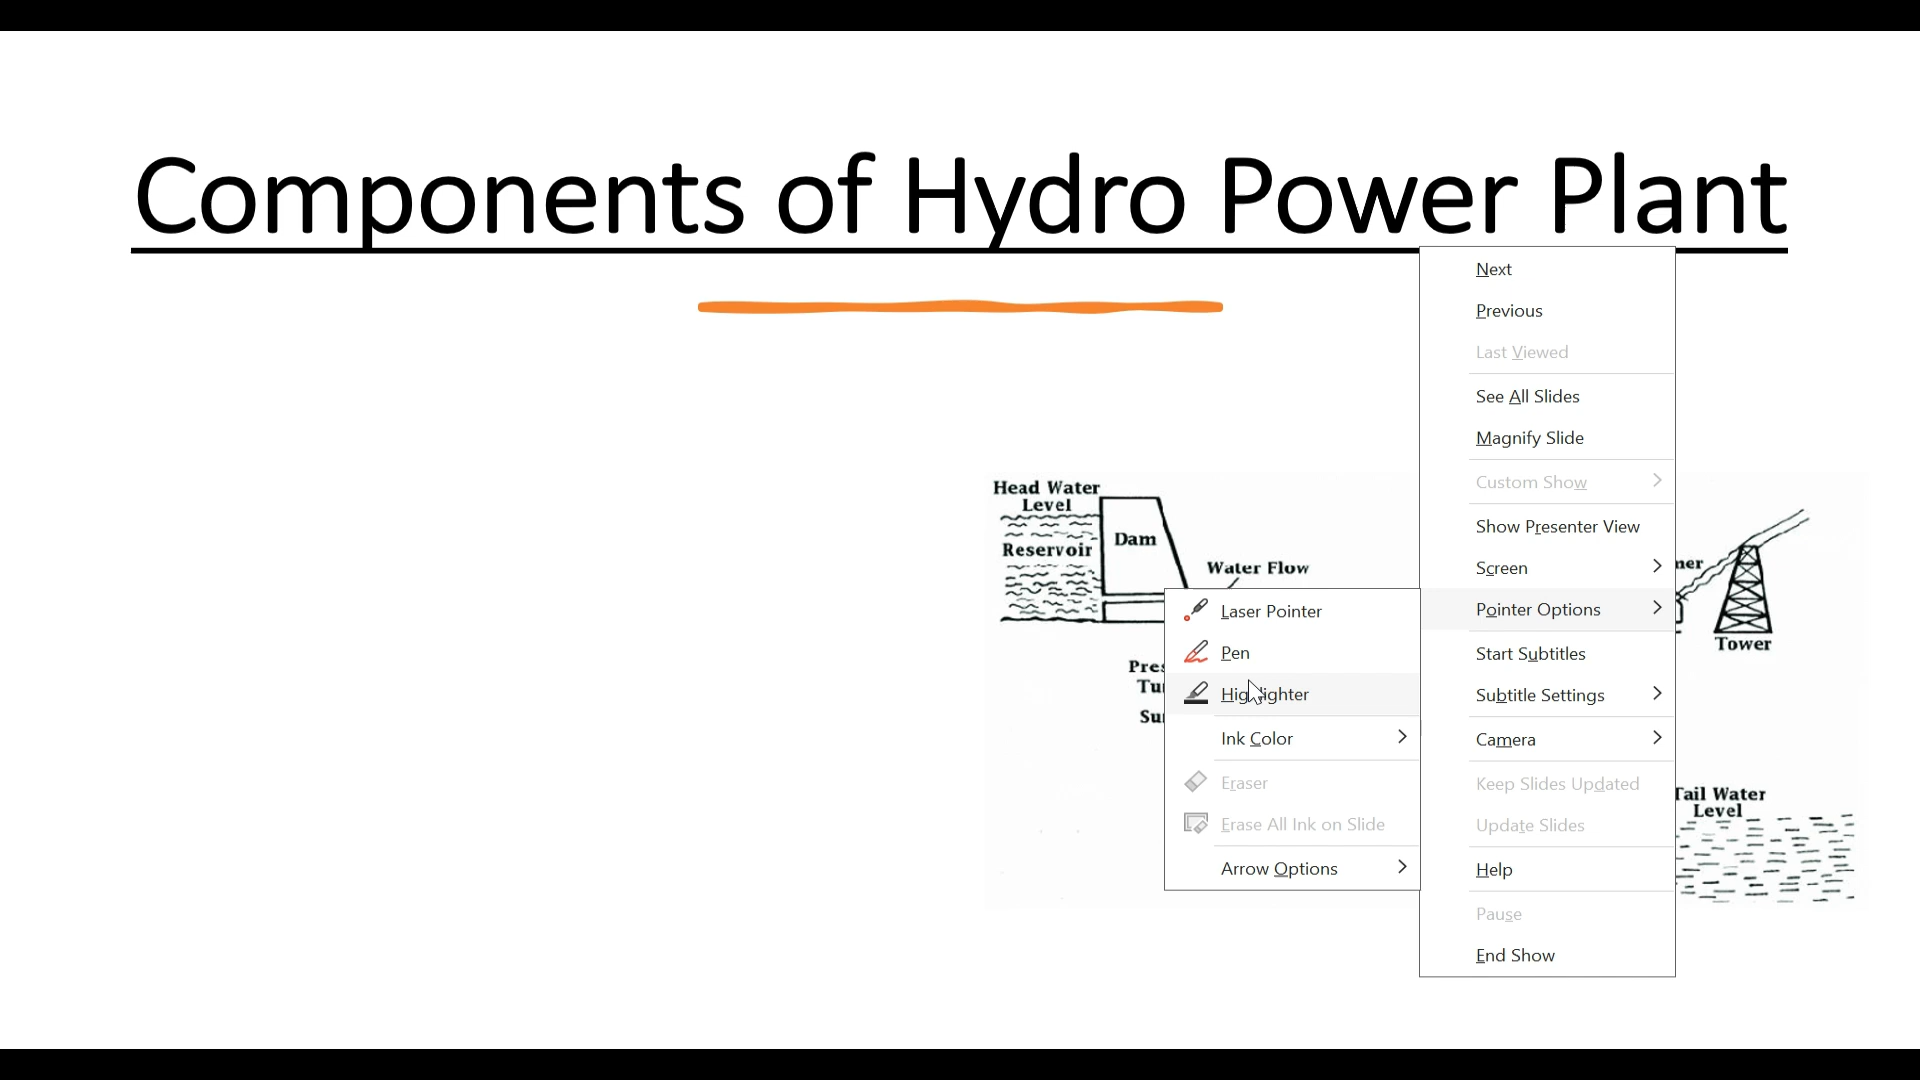 Components of Hydro Power Plant
Head Water
Level
Reservoir
Dam
Water Flow
Tower
Tail Water
Level
Next
Previous
Last Viewed
See All Slides
Magnify Slide
Custom Show
Show Presenter View
Screen
Pointer Options
Start Subtitles
Subtitle Settings
Camera
Keep Slides Updated
Update Slides
Help
Pause
End Show
Laser Pointer
Pen
Highlighter
Ink Color
Eraser
Erase All Ink on Slide
Arrow Options